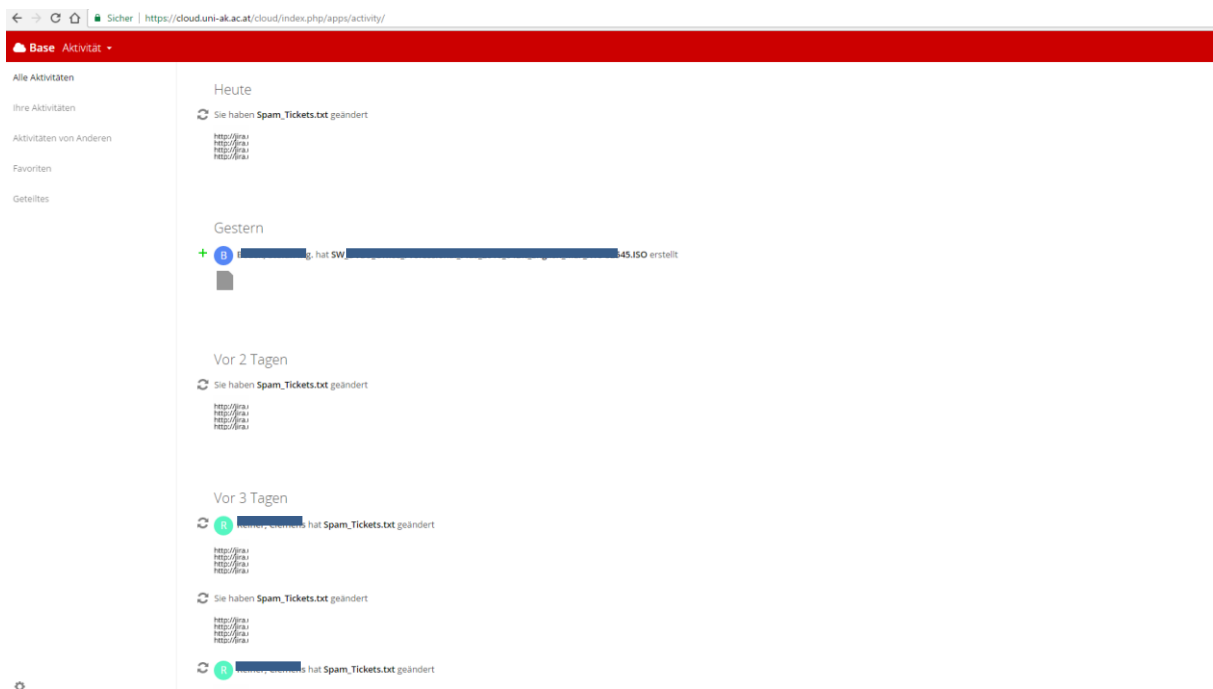 Sicher | https://cloud.uni-ak.ac.at/cloud/index.php/apps/activity/
Base Aktivität
Alle Aktivitäten
Ihre Aktivitäten
Aktivitäten von Anderen
Favoriten
Geteiltes
Heute
Sie haben Spam_Tickets.txt geändert
http://jira.
http://jira.
http://jira.
http://jira.
Gestern
B g. hat SW_ 645.ISO erstellt
Vor 2 Tagen
Sie haben Spam_Tickets.txt geändert
http://jira.
http://jira.
http://jira.
http://jira.
Vor 3 Tagen
R hat Spam_Tickets.txt geändert
http://jira.
http://jira.
http://jira.
http://jira.
Sie haben Spam_Tickets.txt geändert
http://jira.
http://jira.
http://jira.
http://jira.
R hat Spam_Tickets.txt geändert